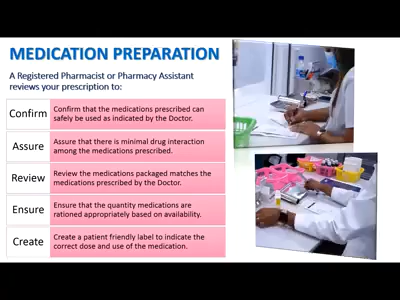 MEDICATION PREPARATION
A Registered Pharmacist or Pharmacy Assistant
reviews your prescription to:
Confirm
Confirm that the medications prescribed can
safely be used as indicated by the Doctor.
Assure
Assure that there is minimal drug interaction
among the medications prescribed.
Review
Review the medications packaged matches the
medications prescribed by the Doctor.
Ensure
Ensure that the quantity medications are
rationed appropriately based on availability.
Create
Create a patient friendly label to indicate the
correct dose and use of the medication.